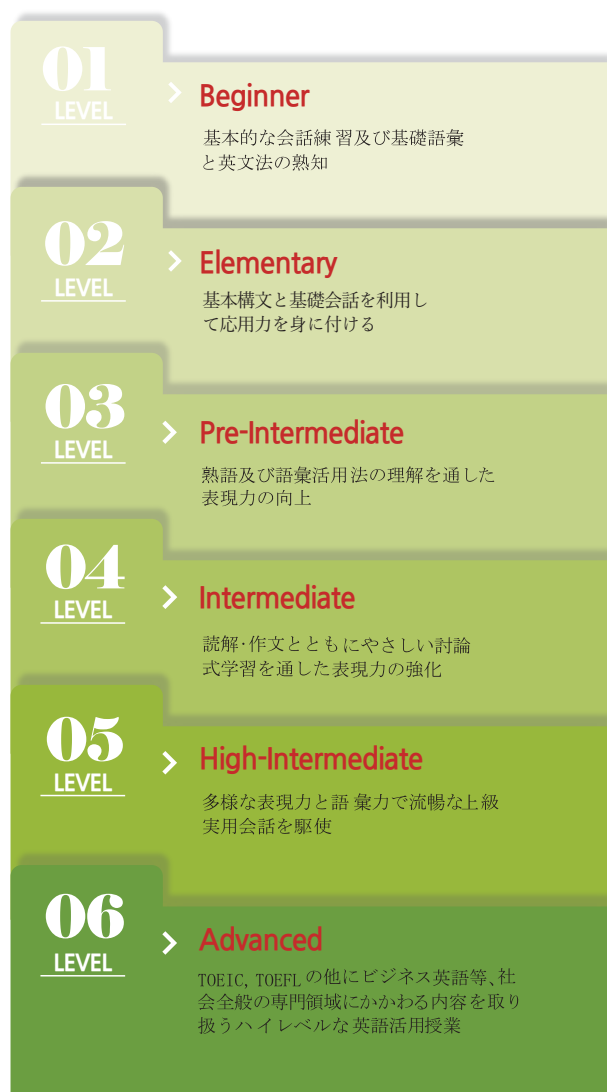 01
LEVEL
Beginner
基本的な会話練 習及び基礎語彙
と英文法の熟知
02
LEVEL
Elementary
基本構文と基礎会話を利用し
て応用力を身に付ける
03
LEVEL
Pre-Intermediate
熟語及び語彙活用法の理解を通した
表現力の向上
04
LEVEL
Intermediate
読解·作文とともにやさしい討論
式学習を通した表現力の強化
05
LEVEL
High-Intermediate
多様な表現力と語 彙力で流暢な上級
実用会話を駆使
06
LEVEL
Advanced
TOEIC, TOEFLの他にビジネス英語等、社
会全般の専門領域にかかわる内容を取り
扱うハイレベルな英語活用授業